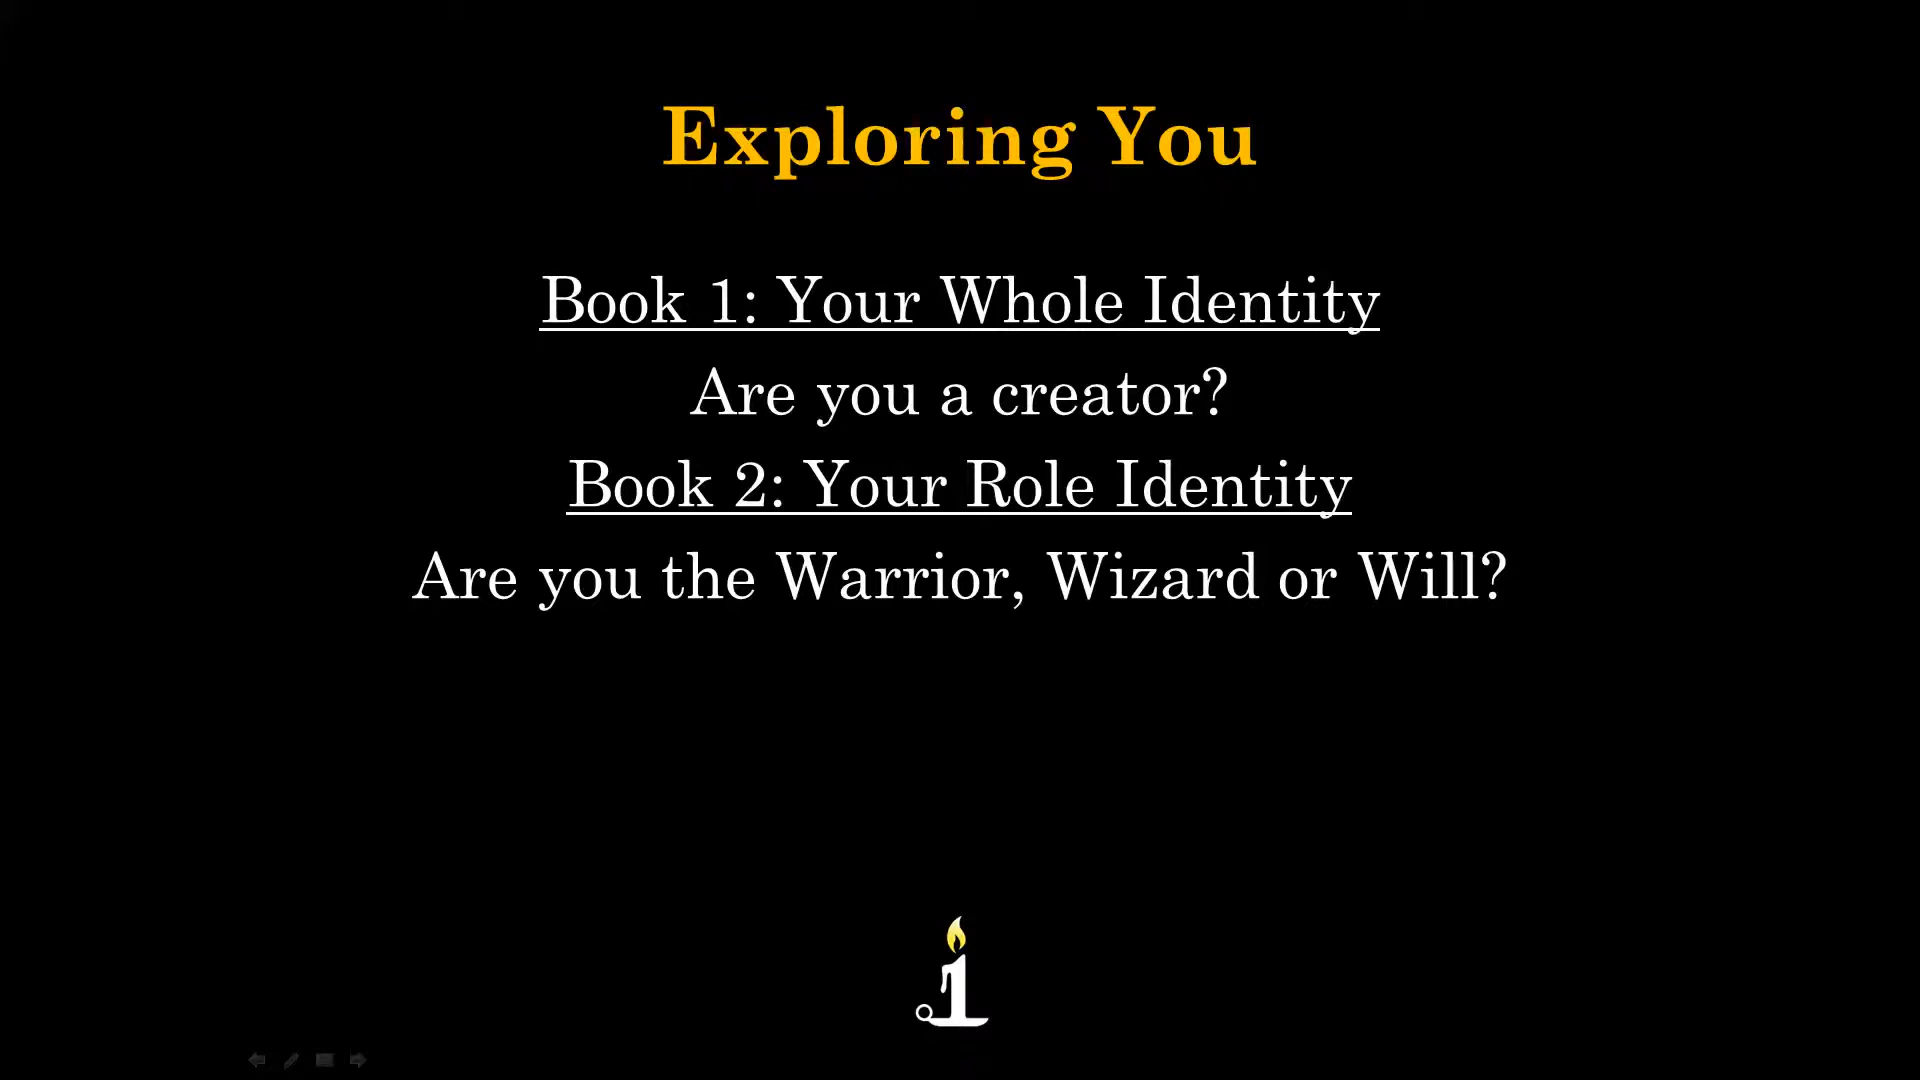 Exploring You
Book 1: Your Whole Identity
Are you a creator?
Book 2: Your Role Identity
Are you the Warrior, Wizard or Will?